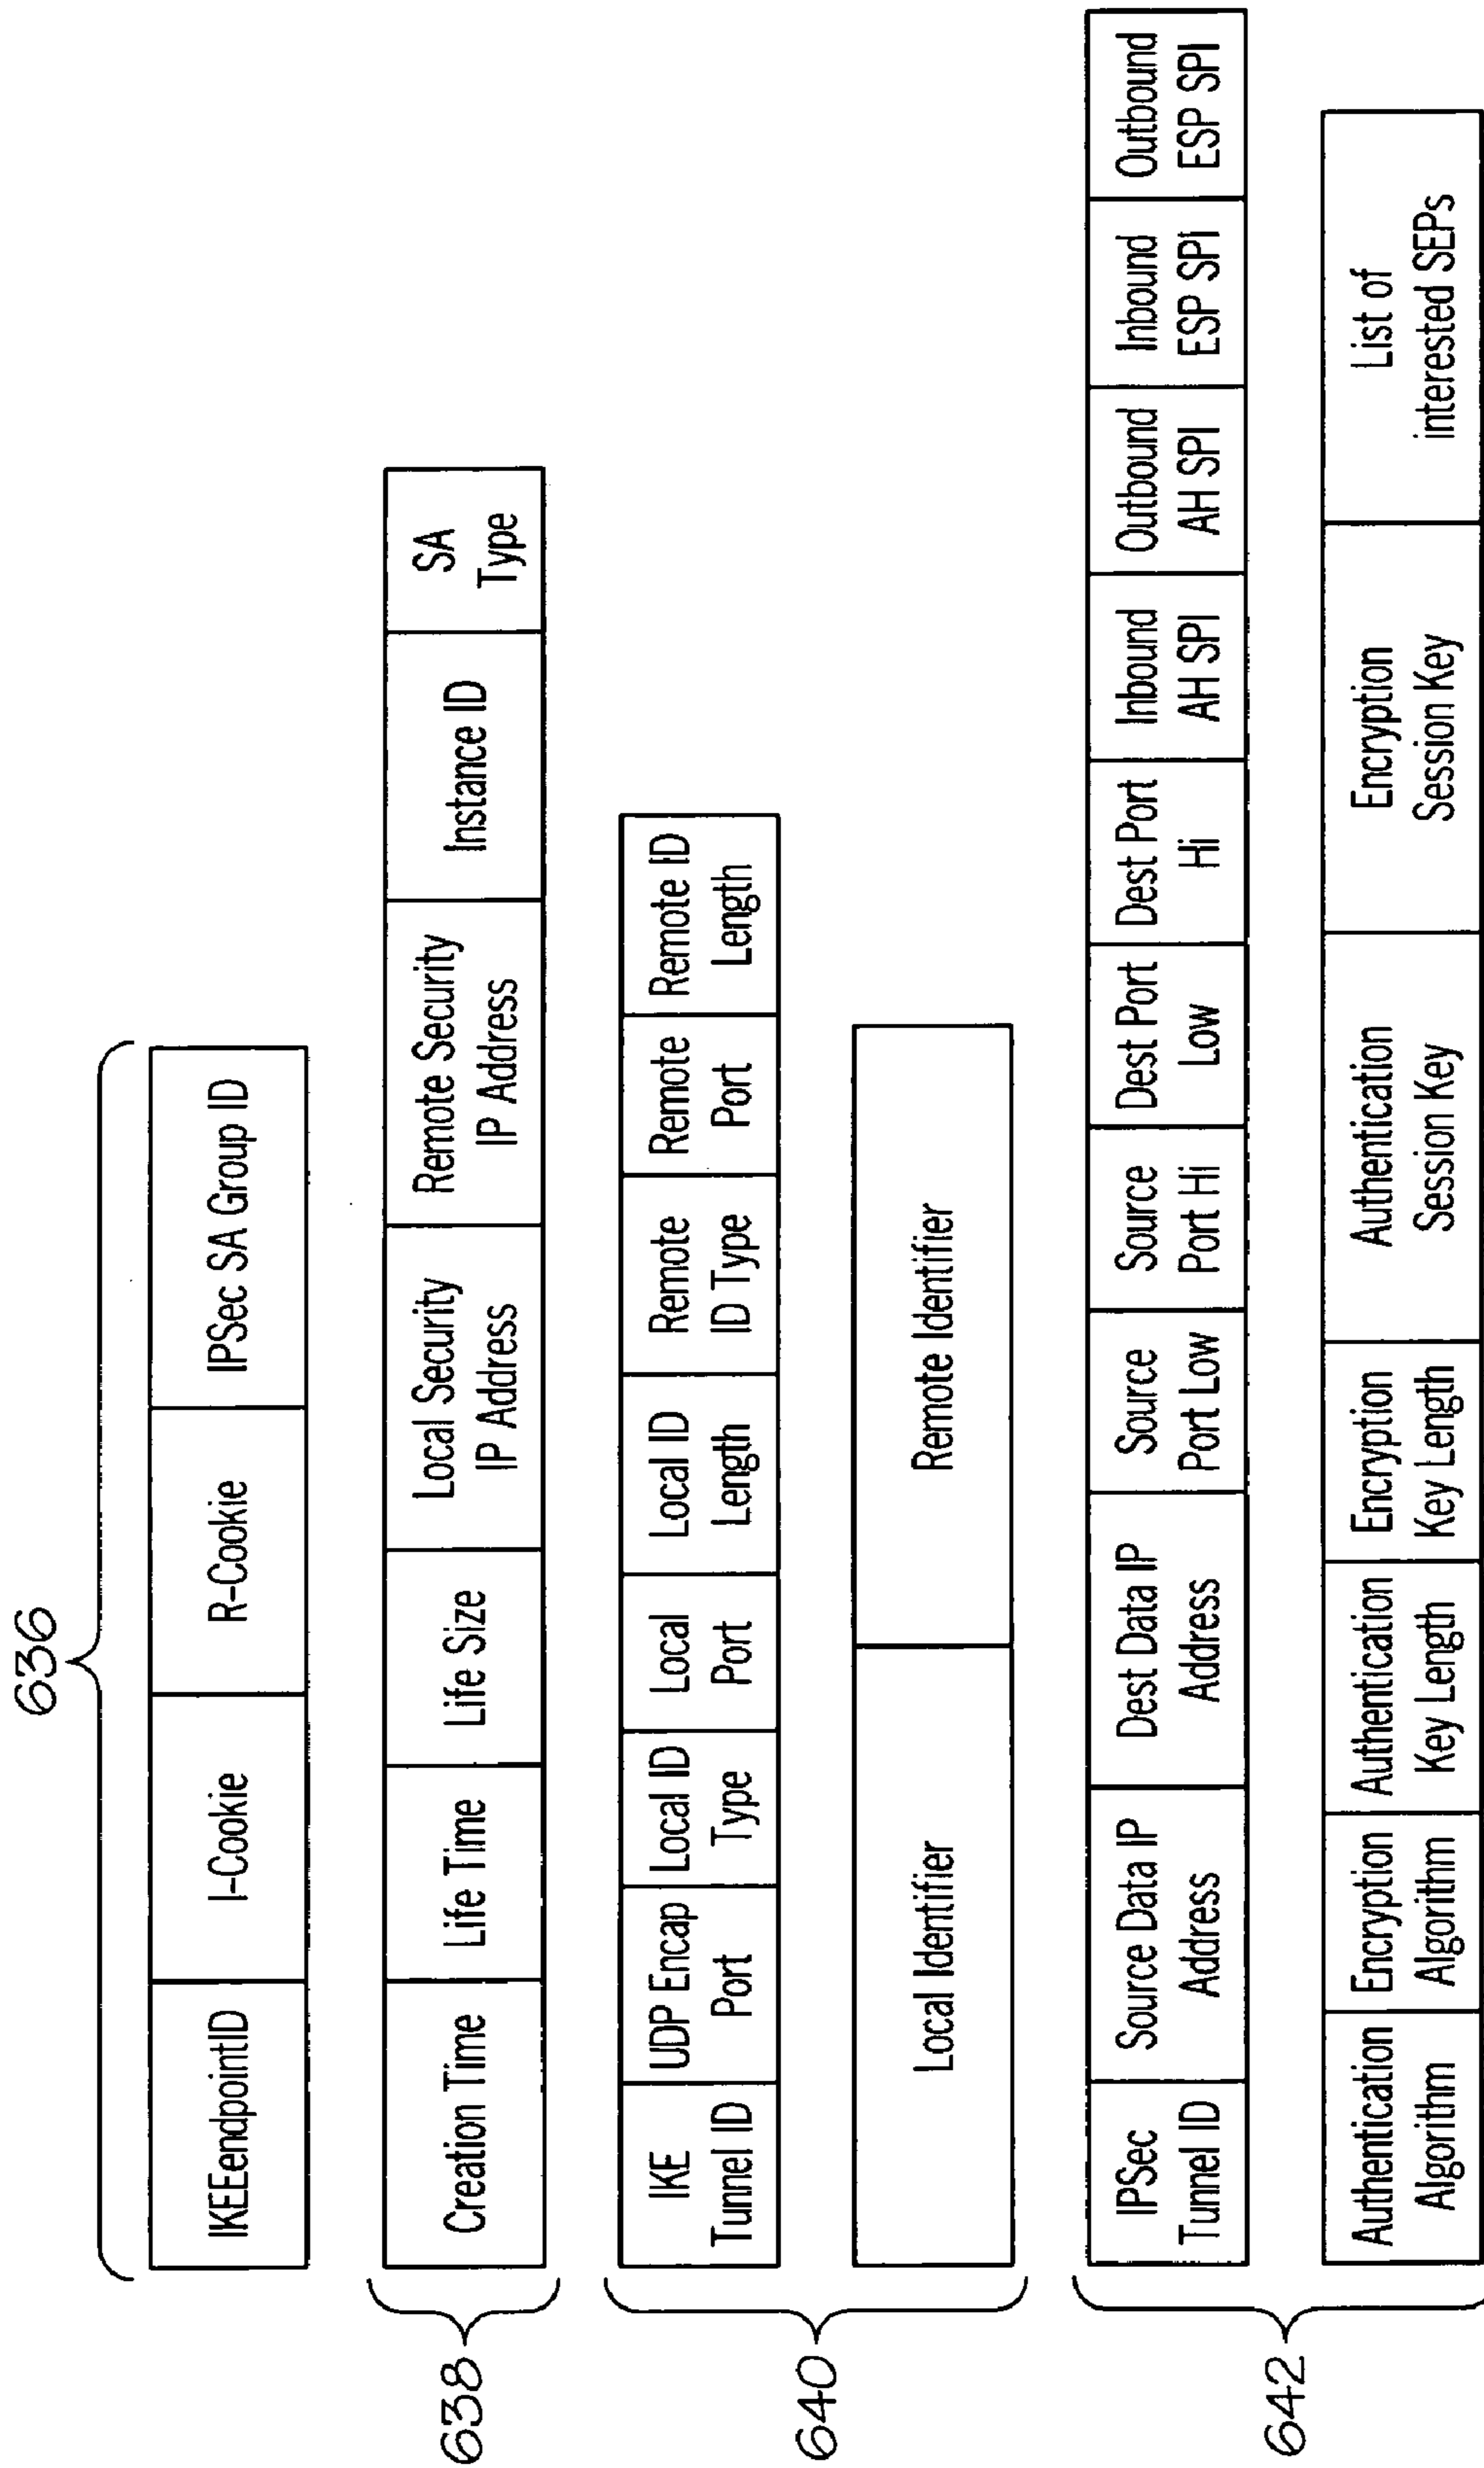 636
IKEEendpointID
I-Cookie
R-Cookie
IPSec SA Group ID
638
Creation Time
Life Time
Life Size
Local Security
IP Address
Remote Security
IP Address
Instance ID
SA
Type
640
IKE
Tunnel ID
UDP Encap
Port
Local ID
Type
Local
Port
Local ID
Length
Remote
ID Type
Remote
Port
Remote ID
Length
Local Identifier
Remote Identifier
642
IPSec
Tunnel ID
Source Data IP
Address
Dest Data IP
Address
Source
Port Low
Source
Port Hi
Dest Port
Low
Dest Port
Hi
Inbound
AH SPI
Outbound
AH SPI
Inbound
ESP SPI
Outbound
ESP SPI
Authentication
Algorithm
Encryption
Algorithm
Authentication
Key Length
Encryption
Key Length
Authentication
Session Key
Encryption
Session Key
List of
interested SEPs